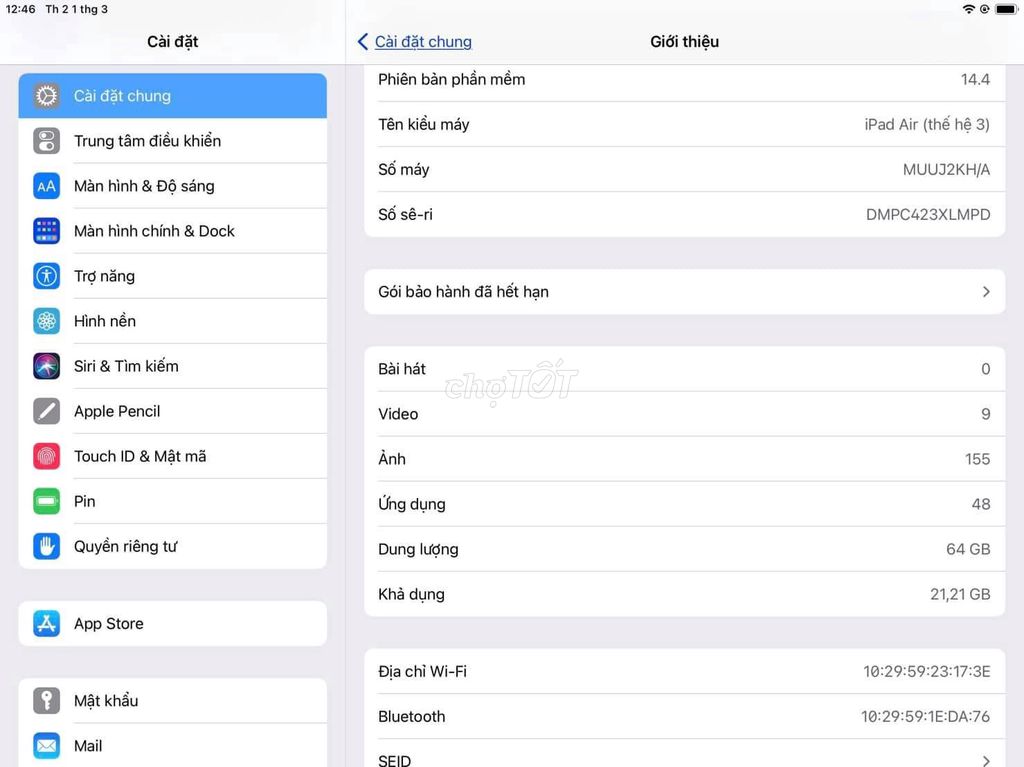 12:46 Th 2 1 thg 3
Cài đặt
Cài đặt chung
Trung tâm điều khiển
AA Màn hình & Độ sáng
Màn hình chính & Dock
Trợ năng
Hình nền
Siri & Tìm kiếm
Apple Pencil
Touch ID & Mật mã
Pin
Quyền riêng tư
App Store
Mật khẩu
Mail
Cài đặt chung Giới thiệu
Phiên bản phần mềm 14.4
Tên kiểu máy iPad Air (thế hệ 3)
Số máy MUUJ2KH/A
Số sê-ri DMPC423XLMPD
Gói bảo hành đã hết hạn
Bài hát 0
chợTỐT
Video 9
Ảnh 155
Ứng dụng 48
Dung lượng 64 GB
Khả dụng 21,21 GB
Địa chỉ Wi-Fi 10:29:59:23:17:3E
Bluetooth 10:29:59:1E:DA:76
SEID